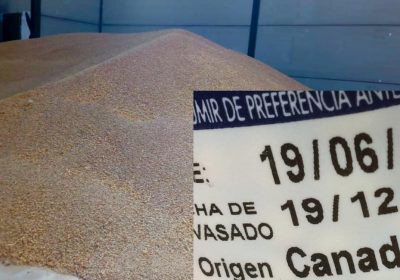 MIR DE PREFERENCIA ANTE
E: 19/06/
HA DE
VASADO 19/12
Origen Canad